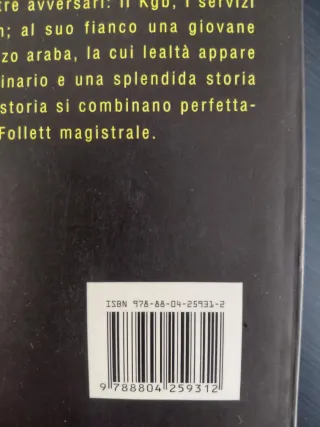 tre avversari: il Kgb, i servizi
; al suo fianco una giovane
zo araba, la cui lealtà appare
inario e una splendida storia
storia si combinano perfetta-
Follett magistrale.
ISBN 978-88-04-25931-2
9 788804 259312